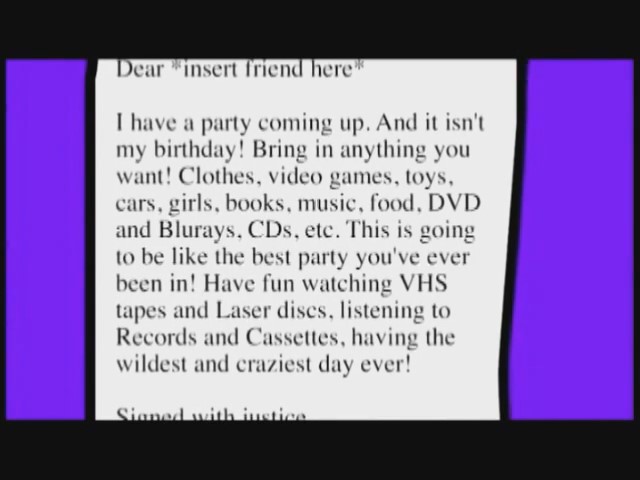 Dear *insert friend here*
I have a party coming up. And it isn't
my birthday! Bring in anything you
want! Clothes, video games, toys,
cars, girls, books, music, food, DVD
and Blurays, CDs, etc. This is going
to be like the best party you've ever
been in! Have fun watching VHS
tapes and Laser discs, listening to
Records and Cassettes, having the
wildest and craziest day ever!
Signed with justice